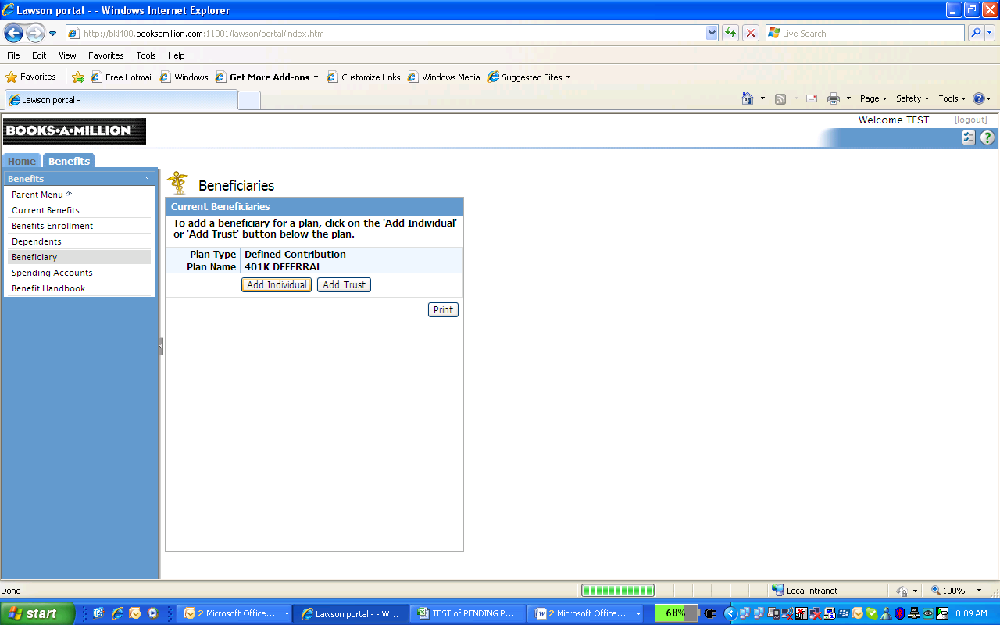 Lawson portal - - Windows Internet Explorer
http://bkl400.booksamillion.com:11001/lawson/portal/index.htm
Live Search
File Edit View Favorites Tools Help
Favorites Free Hotmail Windows Get More Add-ons Customize Links Windows Media Suggested Sites
Lawson portal -
Page Safety Tools
BOOKS•A•MILLION
Welcome TEST [logout]
Home Benefits
Benefits
Parent Menu
Current Benefits
Benefits Enrollment
Dependents
Beneficiary
Spending Accounts
Benefit Handbook
Beneficiaries
Current Beneficiaries
To add a beneficiary for a plan, click on the 'Add Individual'
or 'Add Trust' button below the plan.
Plan Type Defined Contribution
Plan Name 401K DEFERRAL
Add Individual Add Trust
Print
Done Local intranet 100%
start 2 Microsoft Office... Lawson portal - - W... TEST of PENDING P... 2 Microsoft Office... 68% 8:09 AM